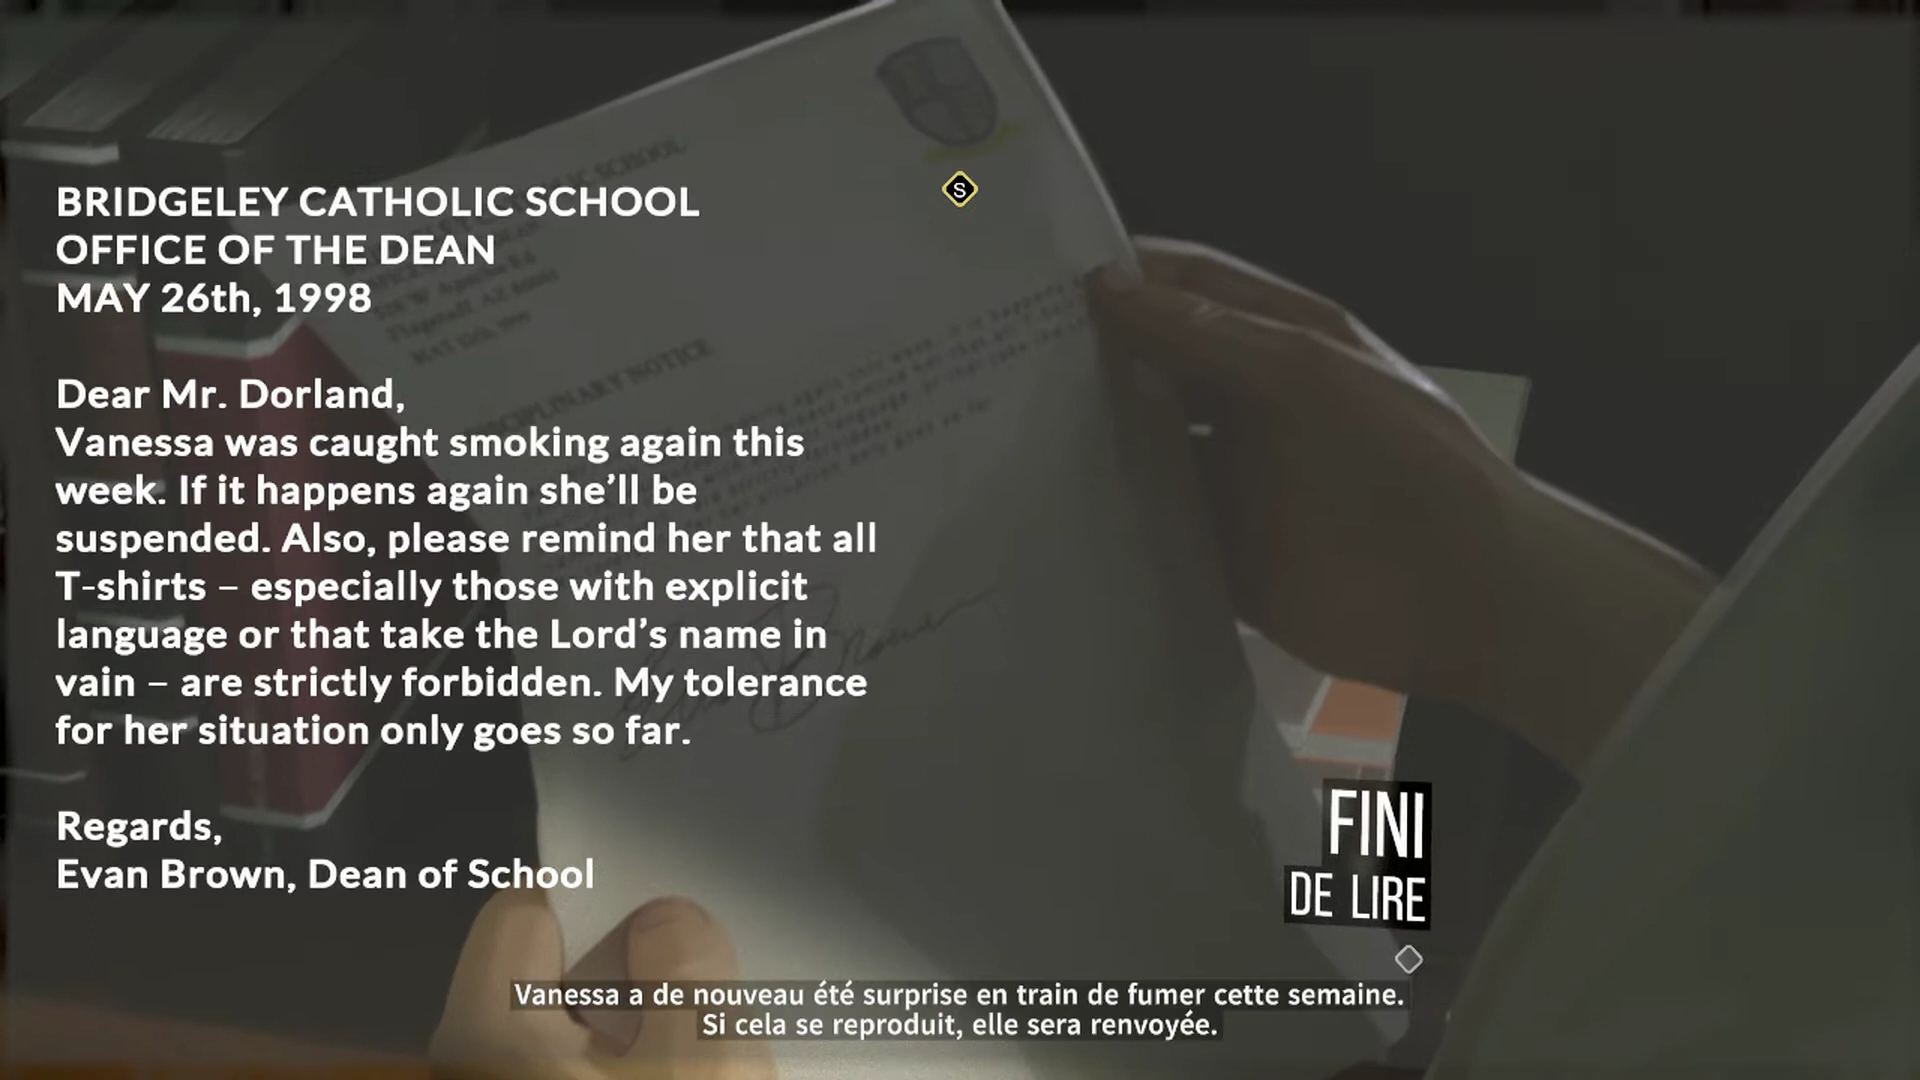 BRIDGELEY CATHOLIC SCHOOL
OFFICE OF THE DEAN
MAY 26th, 1998
Dear Mr. Dorland,
Vanessa was caught smoking again this
week. If it happens again she’ll be
suspended. Also, please remind her that all
T-shirts – especially those with explicit
language or that take the Lord’s name in
vain – are strictly forbidden. My tolerance
for her situation only goes so far.
Regards,
Evan Brown, Dean of School
S
FINI
DE LIRE
Vanessa a de nouveau été surprise en train de fumer cette semaine.
Si cela se reproduit, elle sera renvoyée.